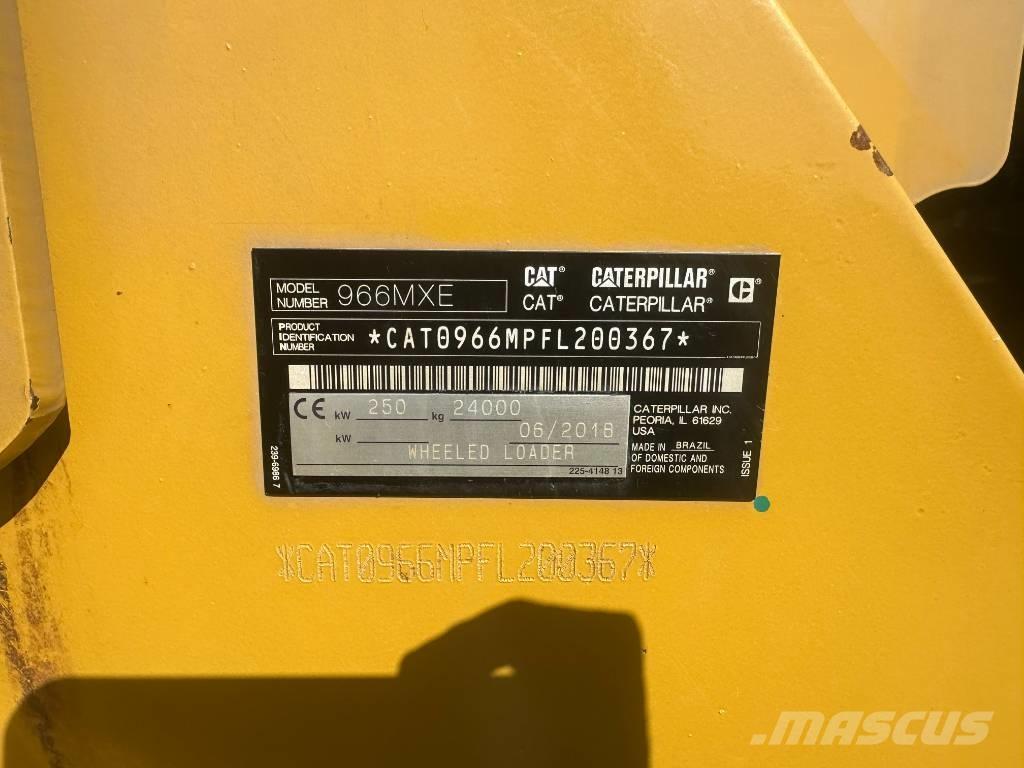 MODEL NUMBER 966MXE
CAT® CATERPILLAR®
CAT® CATERPILLAR®
PRODUCT IDENTIFICATION NUMBER *CAT0966MPFL200367*
CE kW 250 kg 24000
kW 06/2018
WHEELED LOADER
225-4148 13
CATERPILLAR INC.
PEORIA, IL 61629
USA
MADE IN BRAZIL
OF DOMESTIC AND
FOREIGN COMPONENTS
ISSUE 1
239-6986 7
*CAT0966MPFL200367*
MASCUS